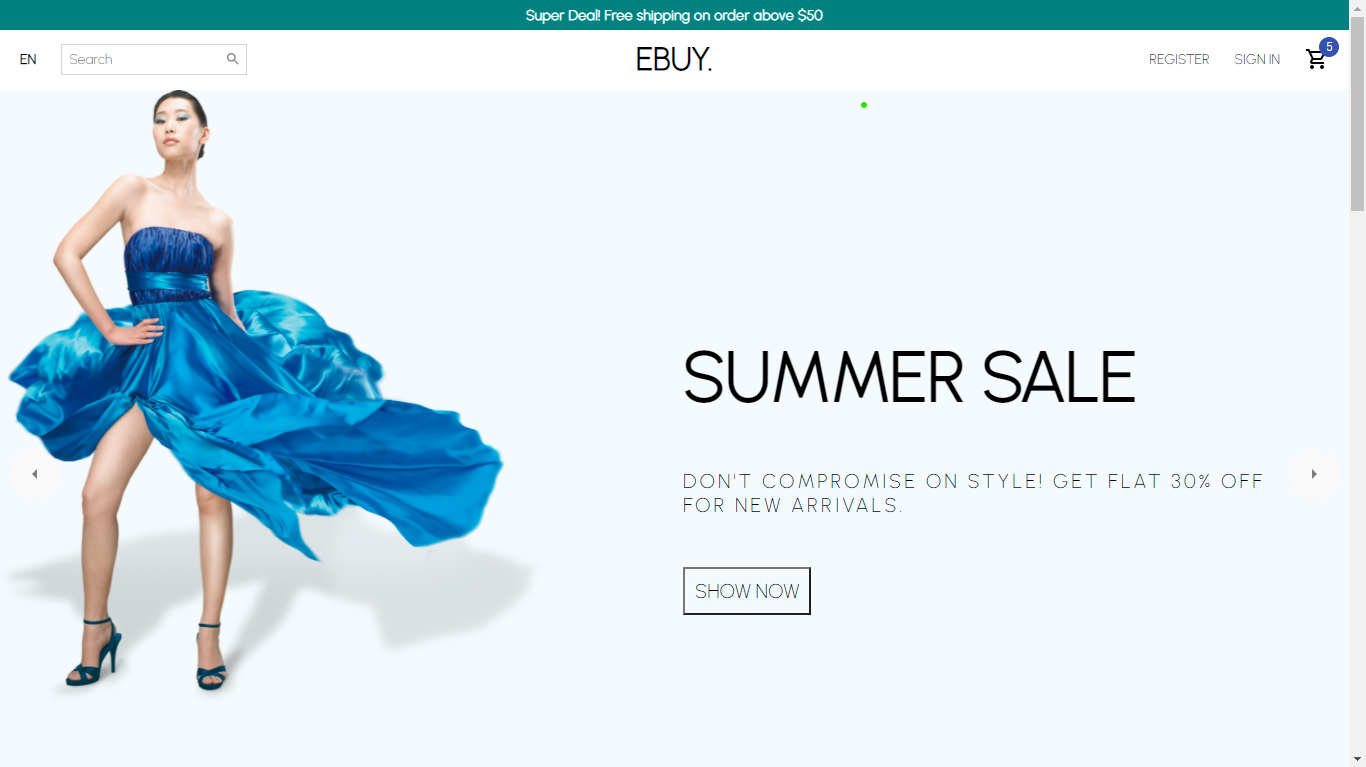 Super Deal! Free shipping on order above $50
EN
Search
EBUY.
REGISTER
SIGN IN
5
SUMMER SALE
DON'T COMPROMISE ON STYLE! GET FLAT 30% OFF
FOR NEW ARRIVALS.
SHOW NOW